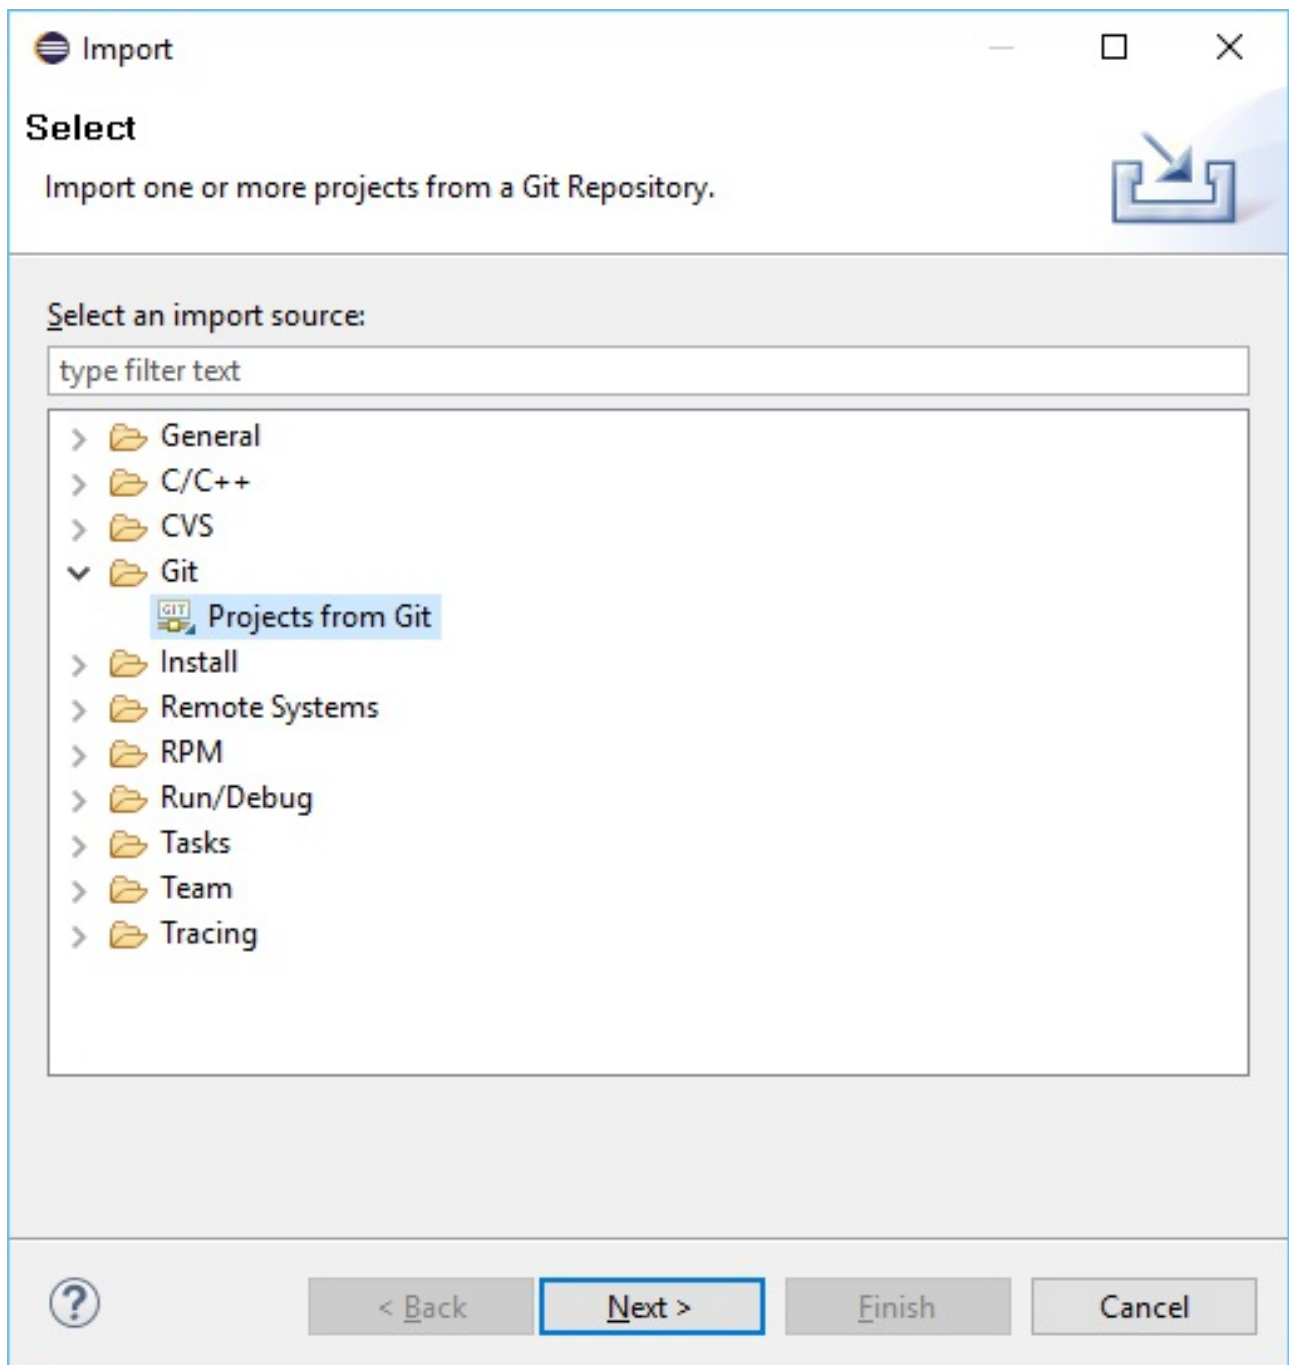 Import
Select
Import one or more projects from a Git Repository.
Select an import source:
type filter text
General
C/C++
CVS
Git
GIT Projects from Git
Install
Remote Systems
RPM
Run/Debug
Tasks
Team
Tracing
?
< Back Next > Finish Cancel